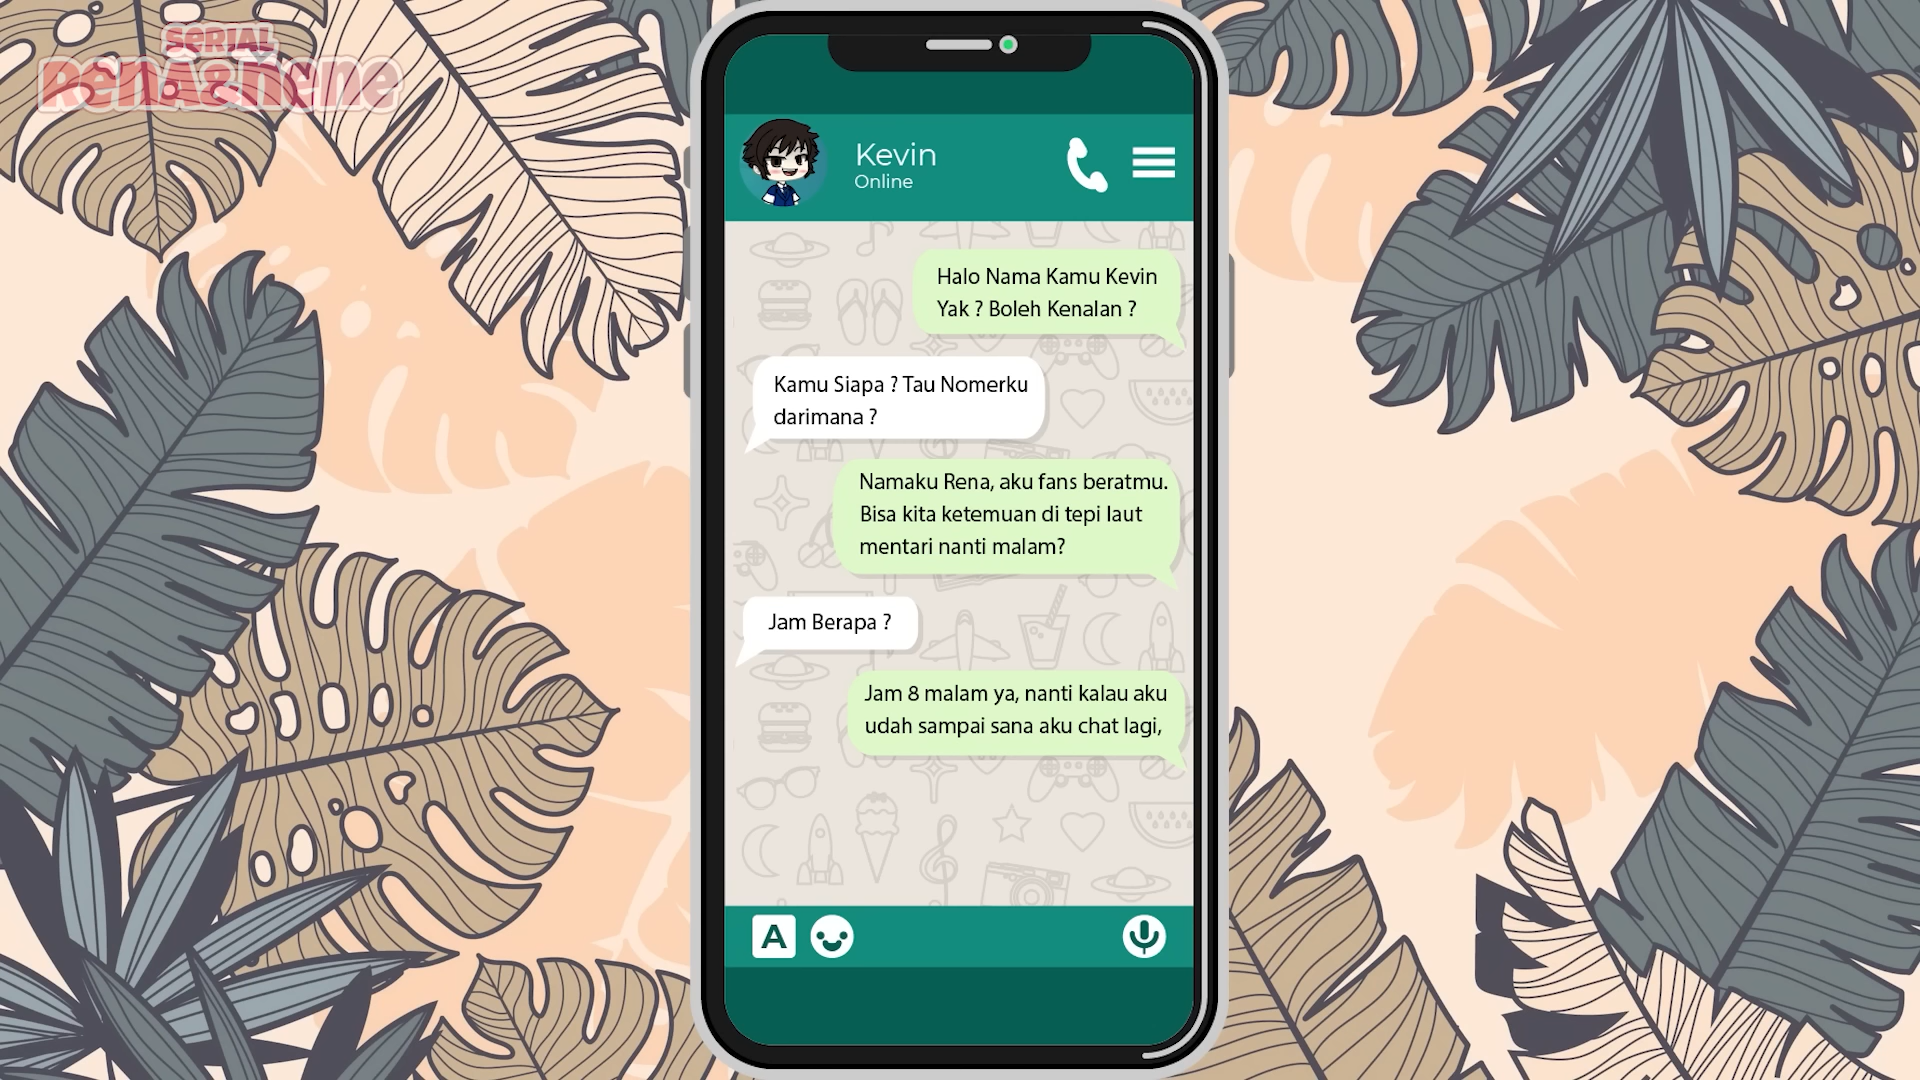 SERIAL
RENA&NENE
Kevin
Online
Halo Nama Kamu Kevin
Yak ? Boleh Kenalan ?
Kamu Siapa ? Tau Nomerku
darimana ?
Namaku Rena, aku fans beratmu.
Bisa kita ketemuan di tepi laut
mentari nanti malam?
Jam Berapa ?
Jam 8 malam ya, nanti kalau aku
udah sampai sana aku chat lagi,
A